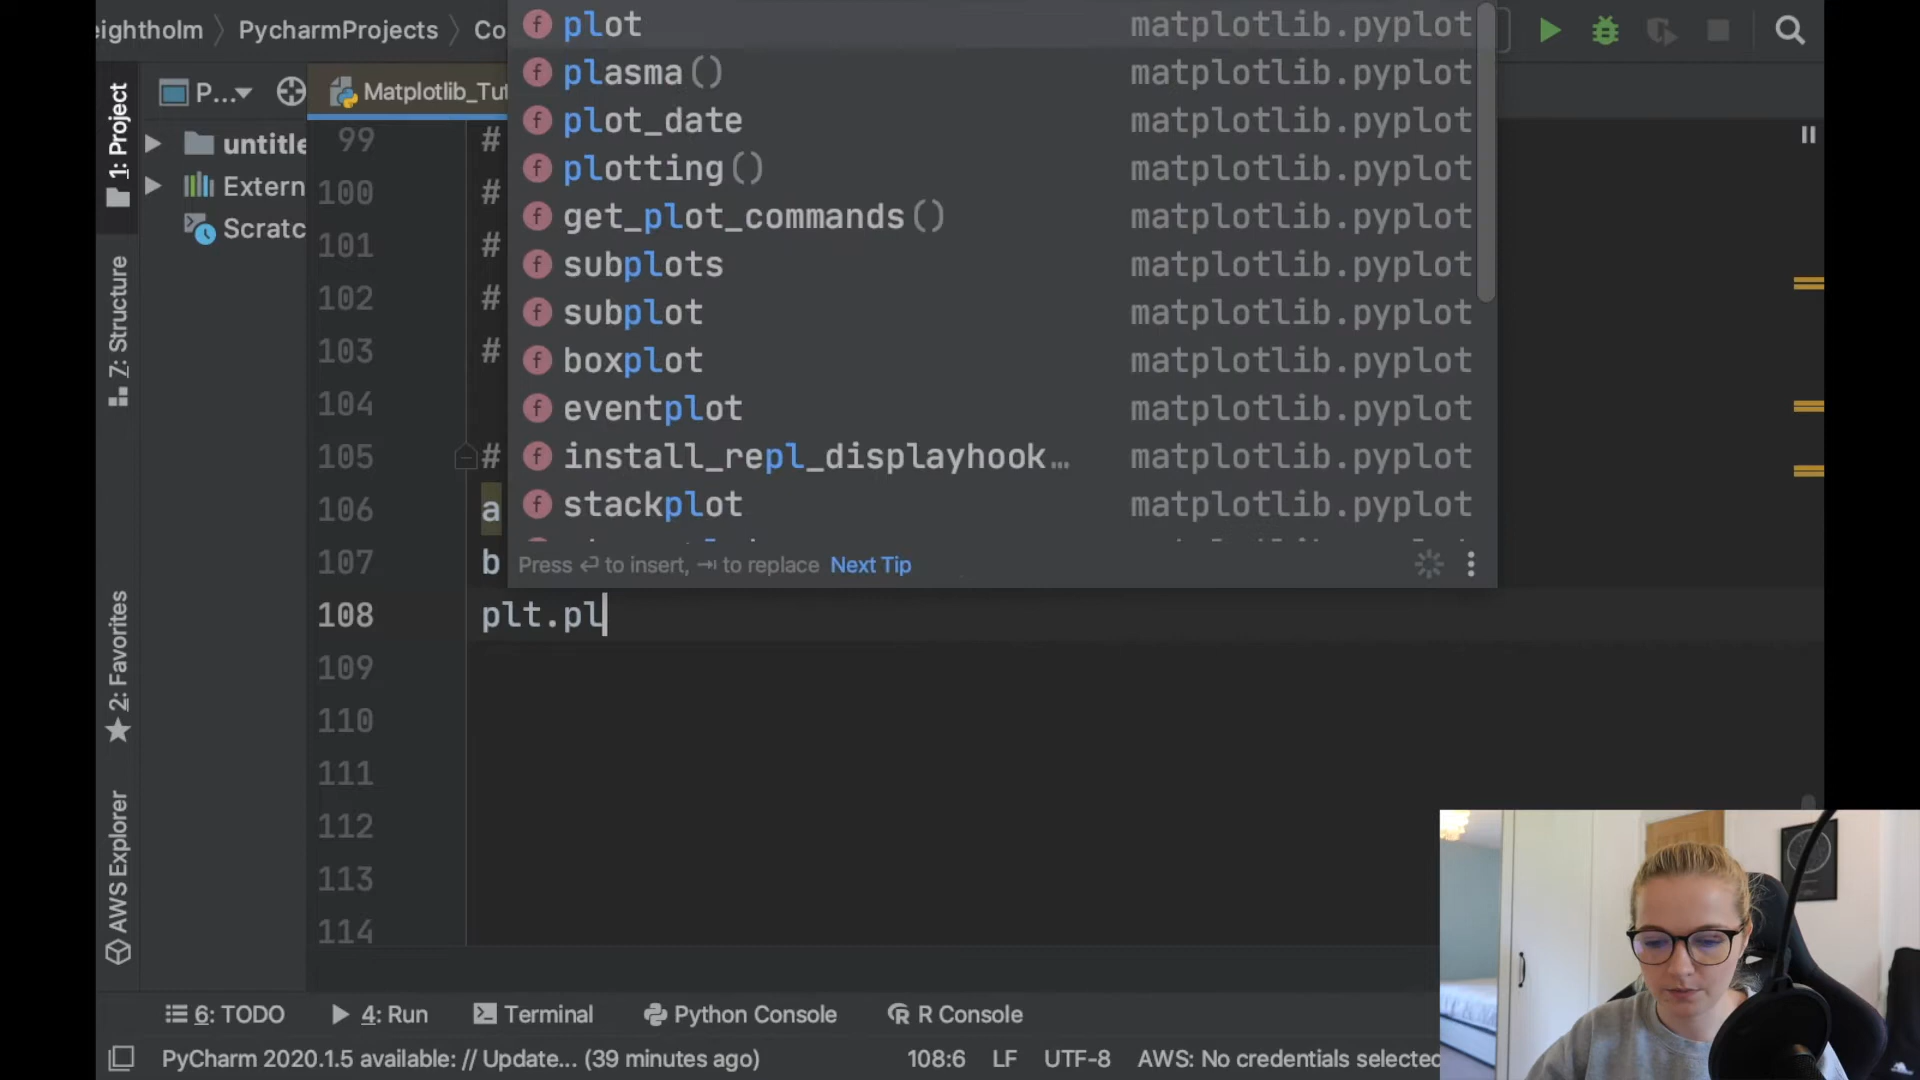 eightholm 〉 PycharmProjects 〉 Co
P...
Matplotlib_Tut
1: Project
untitle
Extern
Scratc
Z: Structure
2: Favorites
AWS Explorer
plot matplotlib.pyplot
plasma() matplotlib.pyplot
plot_date matplotlib.pyplot
plotting() matplotlib.pyplot
get_plot_commands() matplotlib.pyplot
subplots matplotlib.pyplot
subplot matplotlib.pyplot
boxplot matplotlib.pyplot
eventplot matplotlib.pyplot
install_repl_displayhook… matplotlib.pyplot
stackplot matplotlib.pyplot
Press ↵ to insert, ⇥ to replace Next Tip
99 #
100 #
101 #
102 #
103 #
104
105 #
106 a
107 b
108 plt.pl
109
110
111
112
113
114
6: TODO 4: Run Terminal Python Console R Console
PyCharm 2020.1.5 available: // Update... (39 minutes ago) 108:6 LF UTF-8 AWS: No credentials selected